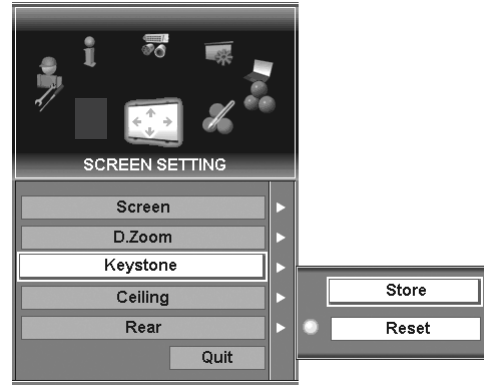 SCREEN SETTING
Screen
D.Zoom
Keystone
Ceiling
Rear
Quit
Store
Reset